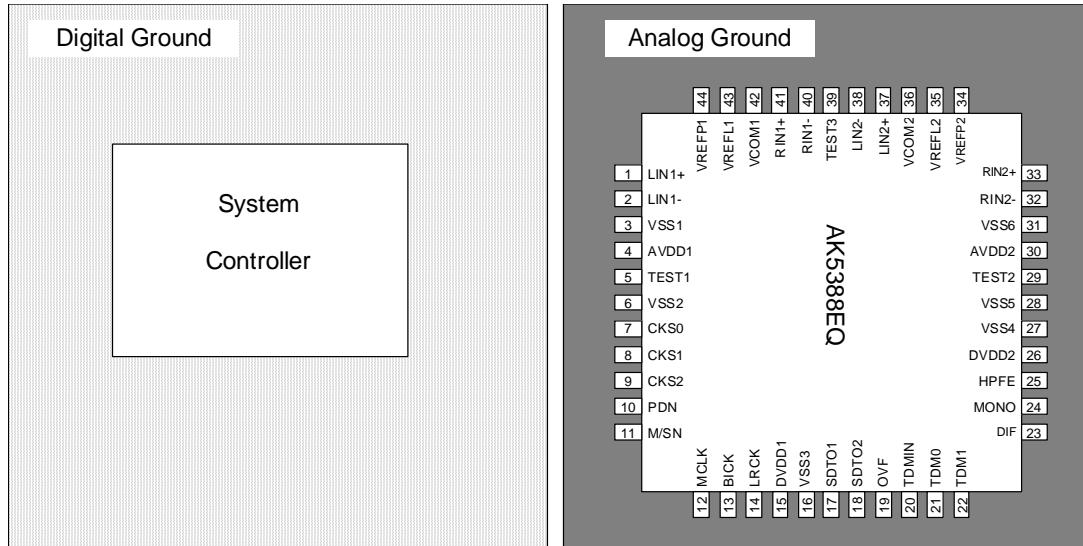 Digital Ground
System
Controller
Analog Ground
44 VREFP1
43 VREFL1
42 VCOM1
41 RIN1+
40 RIN1-
39 TEST3
38 LIN2-
37 LIN2+
36 VCOM2
35 VREFL2
34 VREFP2
1 LIN1+
2 LIN1-
3 VSS1
4 AVDD1
5 TEST1
6 VSS2
7 CKS0
8 CKS1
9 CKS2
10 PDN
11 M/SN
AK5388EQ
RIN2+ 33
RIN2- 32
VSS6 31
AVDD2 30
TEST2 29
VSS5 28
VSS4 27
DVDD2 26
HPFE 25
MONO 24
DIF 23
12 MCLK
13 BICK
14 LRCK
15 DVDD1
16 VSS3
17 SDTO1
18 SDTO2
19 OVF
20 TDMIN
21 TDM0
22 TDM1